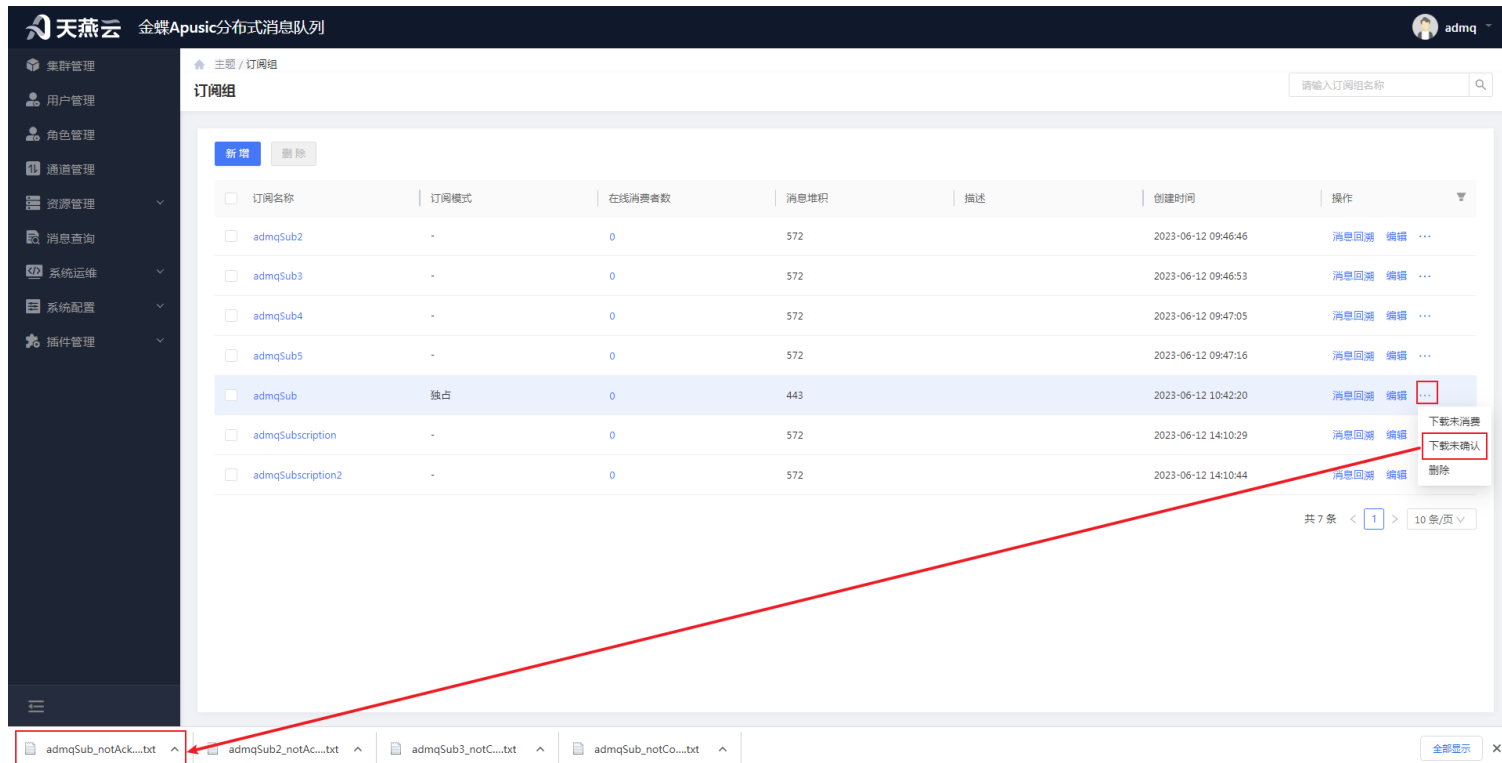 天燕云 金蝶Apusic分布式消息队列 admq
集群管理
用户管理
角色管理
通道管理
资源管理
消息查询
系统运维
系统配置
插件管理
主题 / 订阅组
订阅组
请输入订阅组名称
新 增 删 除
订阅名称 订阅模式 在线消费者数 消息堆积 描述 创建时间 操作
admqSub2 - 0 572 2023-06-12 09:46:46 消息回溯 编辑 ···
admqSub3 - 0 572 2023-06-12 09:46:53 消息回溯 编辑 ···
admqSub4 - 0 572 2023-06-12 09:47:05 消息回溯 编辑 ···
admqSub5 - 0 572 2023-06-12 09:47:16 消息回溯 编辑 ···
admqSub 独占 0 443 2023-06-12 10:42:20 消息回溯 编辑 ···
admqSubscription - 0 572 2023-06-12 14:10:29 消息回溯 编辑
admqSubscription2 - 0 572 2023-06-12 14:10:44 消息回溯 编辑
下载未消费
下载未确认
删除
共 7 条 < 1 > 10 条/页
admqSub_notAck....txt admqSub2_notAc....txt admqSub3_notC....txt admqSub_notCo....txt 全部显示